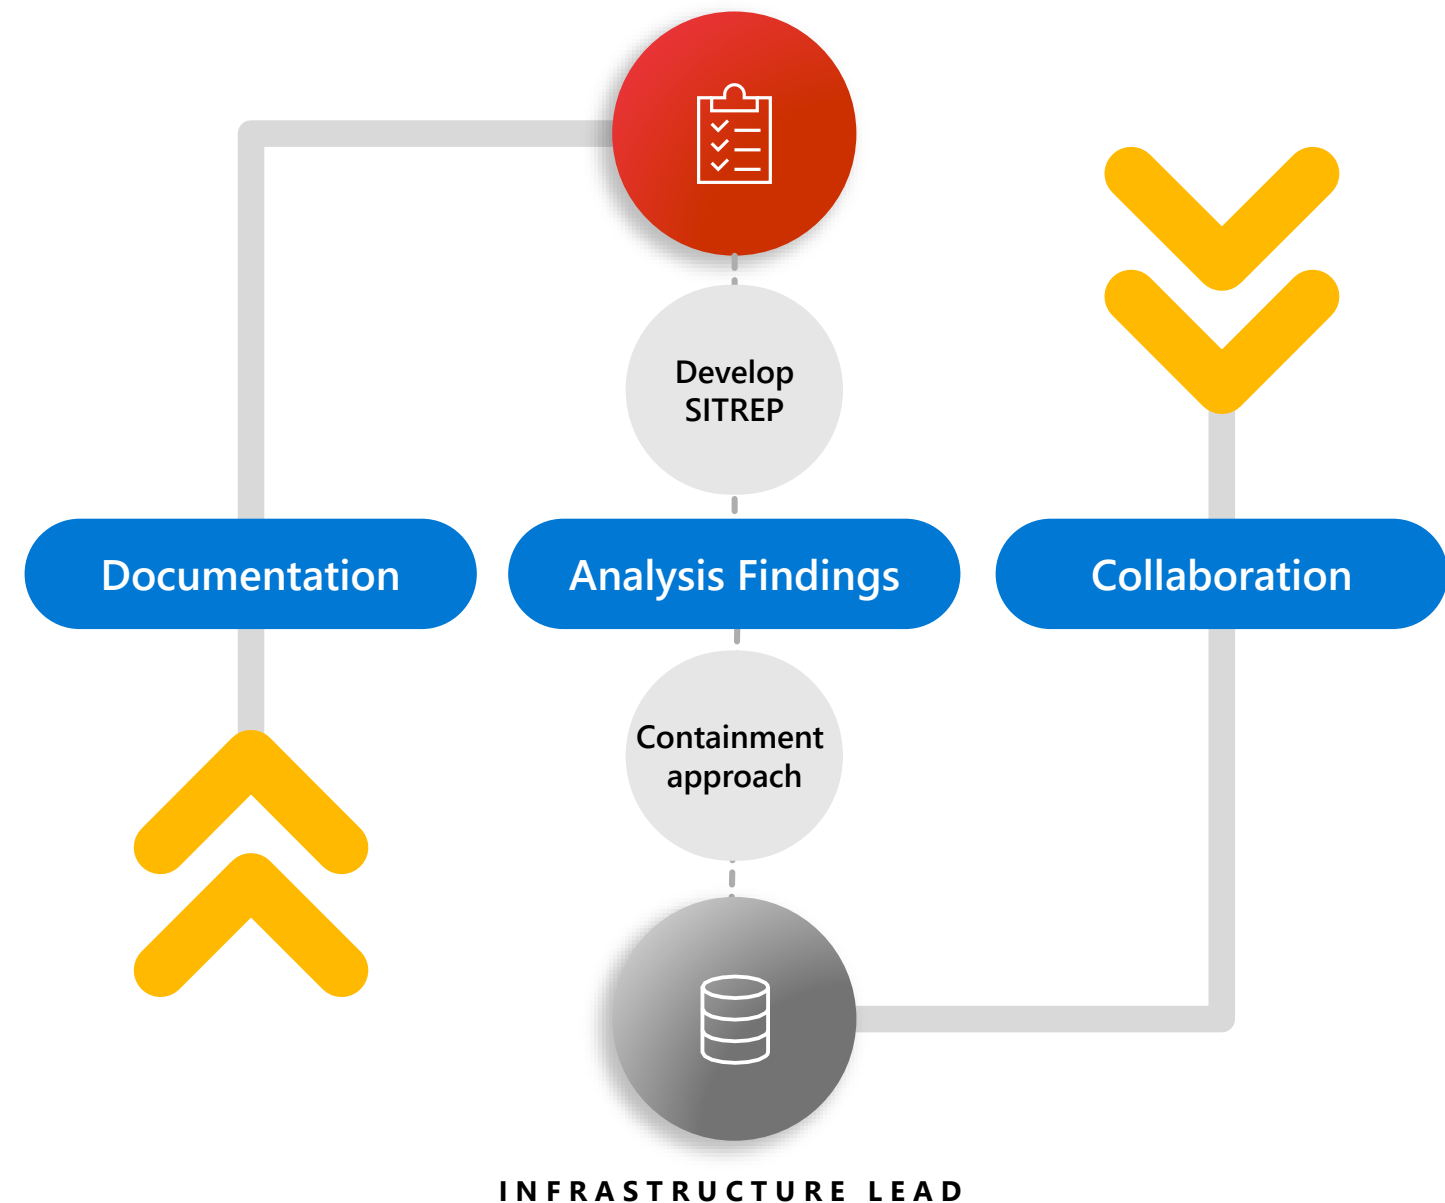 Develop
SITREP
Documentation
Analysis Findings
Collaboration
Containment
approach
INFRASTRUCTURE LEAD